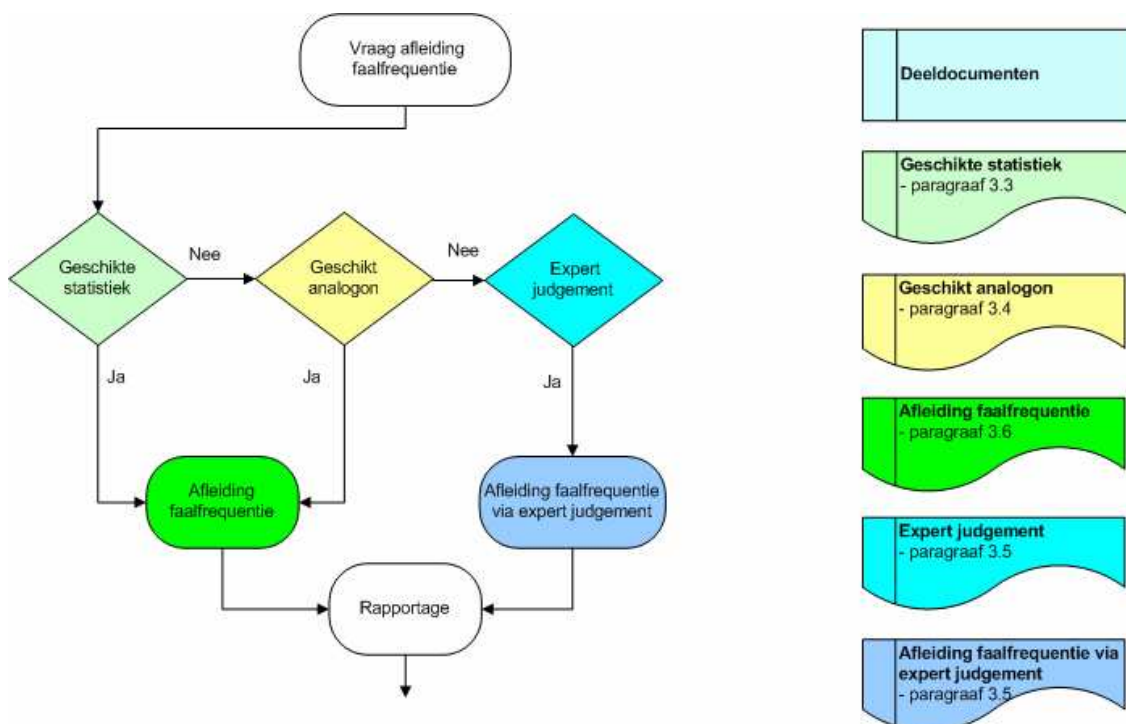 Vraag afleiding
faalfrequentie
Geschikte
statistiek
Nee
Geschikt
analogon
Nee
Expert
judgement
Ja
Ja
Ja
Afleiding
faalfrequentie
Afleiding faalfrequentie
via expert judgement
Rapportage
Deeldocumenten
Geschikte statistiek
- paragraaf 3.3
Geschikt analogon
- paragraaf 3.4
Afleiding faalfrequentie
- paragraaf 3.6
Expert judgement
- paragraaf 3.5
Afleiding faalfrequentie via
expert judgement
- paragraaf 3.5